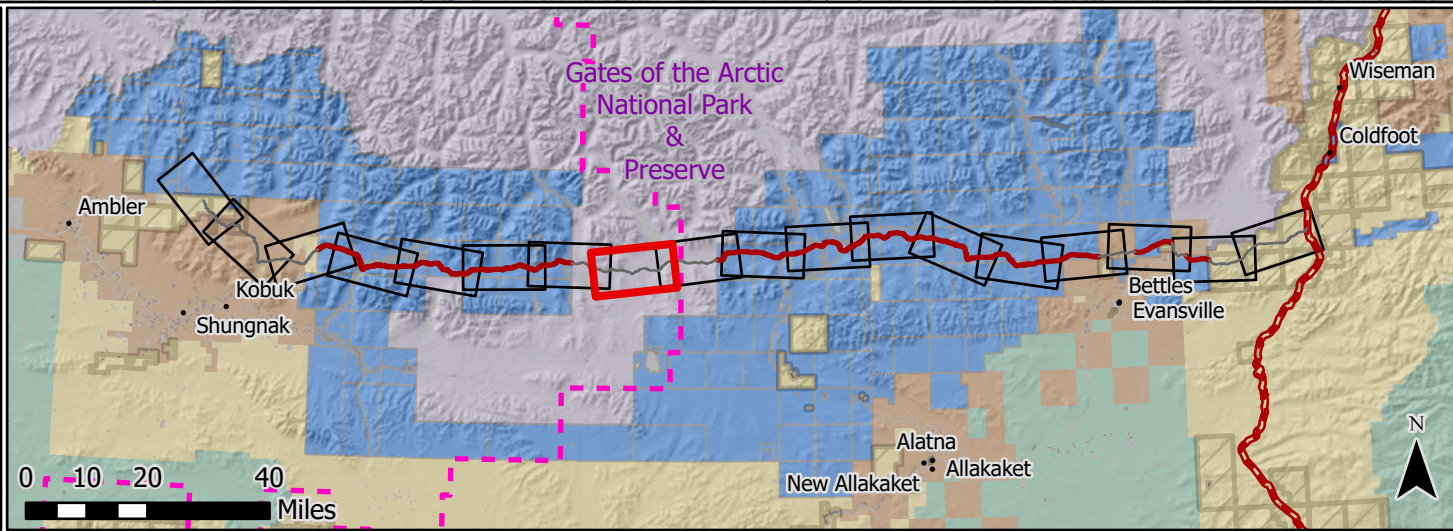 Gates of the Arctic
National Park
&
Preserve
Wiseman
Coldfoot
Ambler
Kobuk
Shungnak
Bettles
Evansville
Alatna
Allakaket
New Allakaket
0 10 20 40
Miles
N